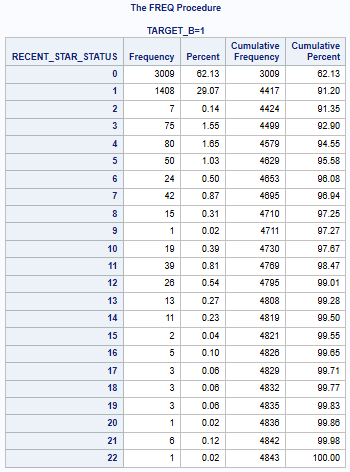 The FREQ Procedure
TARGET_B=1
RECENT_STAR_STATUS Frequency Percent Cumulative Frequency Cumulative Percent
0 3009 62.13 3009 62.13
1 1408 29.07 4417 91.20
2 7 0.14 4424 91.35
3 75 1.55 4499 92.90
4 80 1.65 4579 94.55
5 50 1.03 4629 95.58
6 24 0.50 4653 96.08
7 42 0.87 4695 96.94
8 15 0.31 4710 97.25
9 1 0.02 4711 97.27
10 19 0.39 4730 97.67
11 39 0.81 4769 98.47
12 26 0.54 4795 99.01
13 13 0.27 4808 99.28
14 11 0.23 4819 99.50
15 2 0.04 4821 99.55
16 5 0.10 4826 99.65
17 3 0.06 4829 99.71
18 3 0.06 4832 99.77
19 3 0.06 4835 99.83
20 1 0.02 4836 99.86
21 6 0.12 4842 99.98
22 1 0.02 4843 100.00